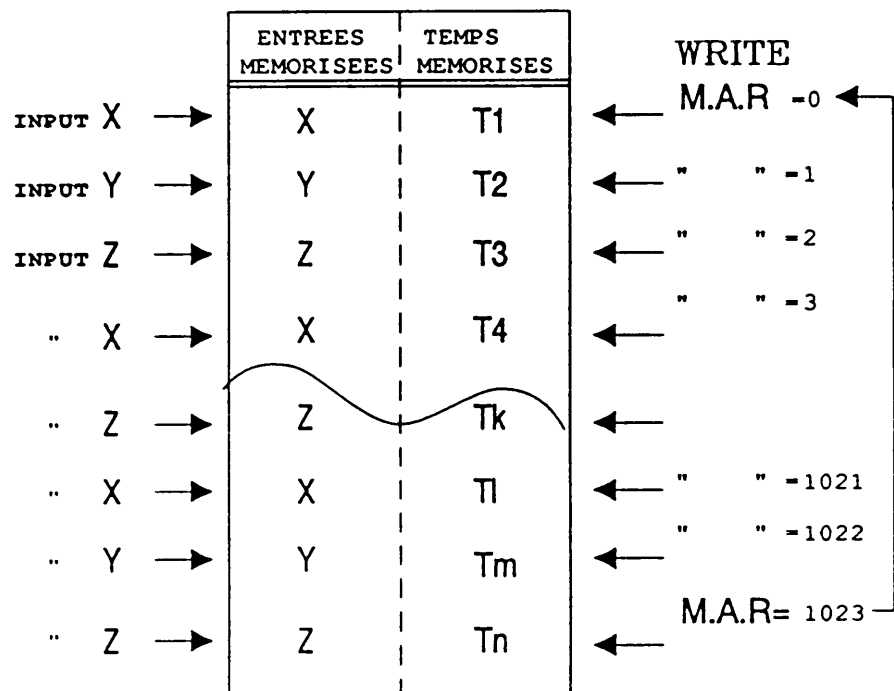 ENTREES TEMPS WRITE
MEMORISEES MEMORISES
M.A.R =0
INPUT X X T1
INPUT Y Y T2 " " =1
INPUT Z Z T3 " " =2
" " =3
" X X T4
" Z Z Tk
" X X Tl " " =1021
" " =1022
" Y Y Tm
M.A.R= 1023
" Z Z Tn